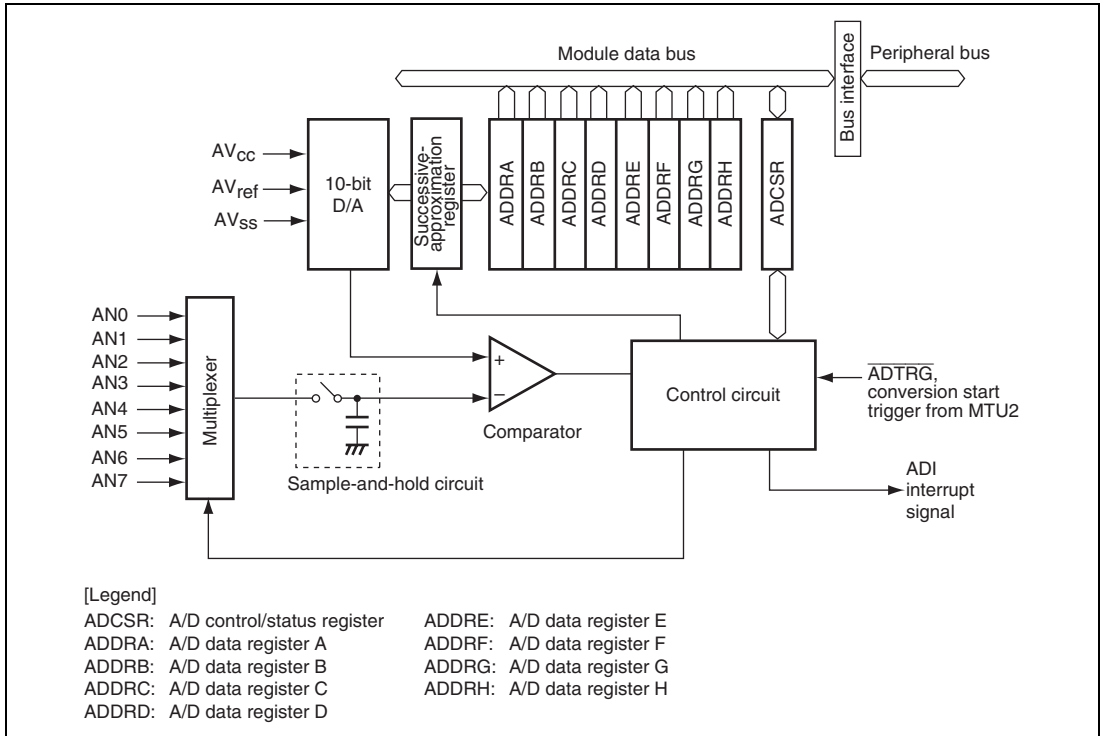 Module data bus
Peripheral bus
Bus interface
AVcc
AVref
AVss
10-bit
D/A
Successive-
approximation
register
ADDRA
ADDRB
ADDRC
ADDRD
ADDRE
ADDRF
ADDRG
ADDRH
ADCSR
AN0
AN1
AN2
AN3
AN4
AN5
AN6
AN7
Multiplexer
Sample-and-hold circuit
+
−
Comparator
Control circuit
ADTRG,
conversion start
trigger from MTU2
ADI
interrupt
signal
[Legend]
ADCSR: A/D control/status register
ADDRA: A/D data register A
ADDRB: A/D data register B
ADDRC: A/D data register C
ADDRD: A/D data register D
ADDRE: A/D data register E
ADDRF: A/D data register F
ADDRG: A/D data register G
ADDRH: A/D data register H